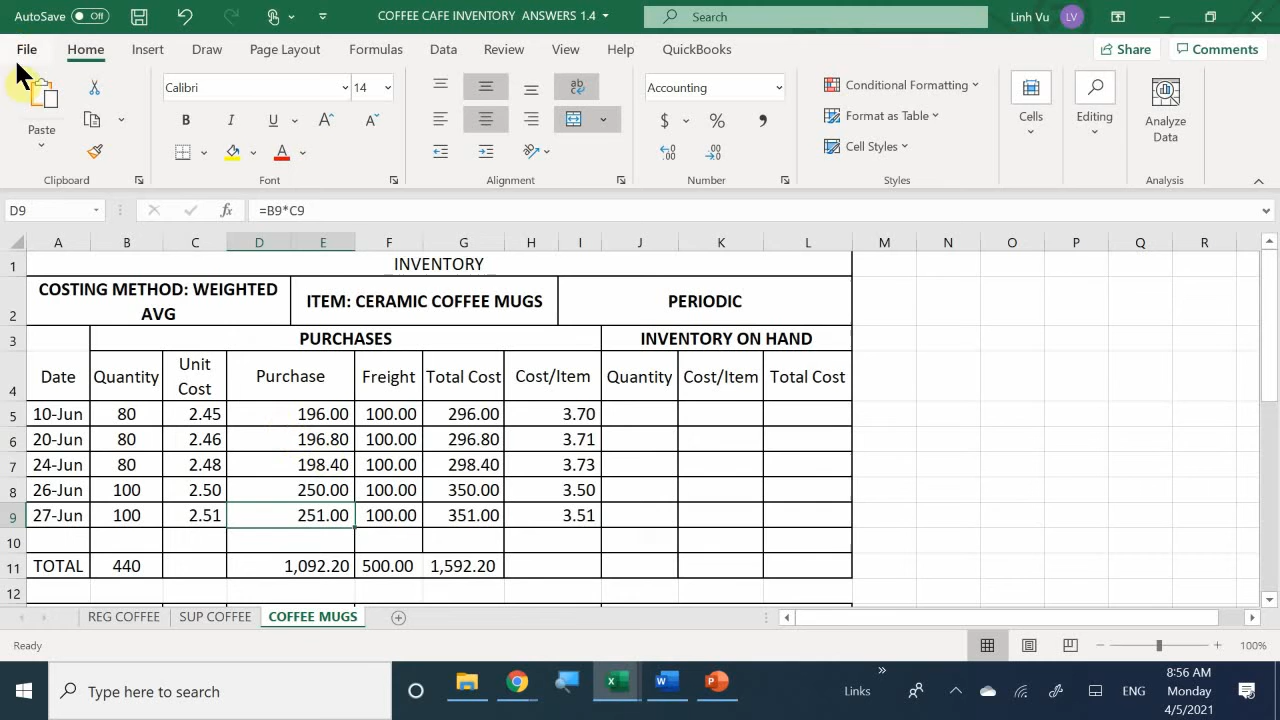 AutoSave Off COFFEE CAFE INVENTORY ANSWERS 1.4 Search Linh Vu LV
File Home Insert Draw Page Layout Formulas Data Review View Help QuickBooks Share Comments
Calibri 14 Accounting Conditional Formatting
Paste B I U A A $ % Format as Table Cells Editing Analyze Data
A Cell Styles
Clipboard Font Alignment Number Styles Analysis
D9 fx =B9*C9
A B C D E F G H I J K L M N O P Q R
1 INVENTORY
2 COSTING METHOD: WEIGHTED AVG ITEM: CERAMIC COFFEE MUGS PERIODIC
3 PURCHASES INVENTORY ON HAND
4 Date Quantity Unit Cost Purchase Freight Total Cost Cost/Item Quantity Cost/Item Total Cost
5 10-Jun 80 2.45 196.00 100.00 296.00 3.70
6 20-Jun 80 2.46 196.80 100.00 296.80 3.71
7 24-Jun 80 2.48 198.40 100.00 298.40 3.73
8 26-Jun 100 2.50 250.00 100.00 350.00 3.50
9 27-Jun 100 2.51 251.00 100.00 351.00 3.51
10
11 TOTAL 440 1,092.20 500.00 1,592.20
12
REG COFFEE SUP COFFEE COFFEE MUGS
Ready 100%
Type here to search Links ENG 8:56 AM
Monday
4/5/2021